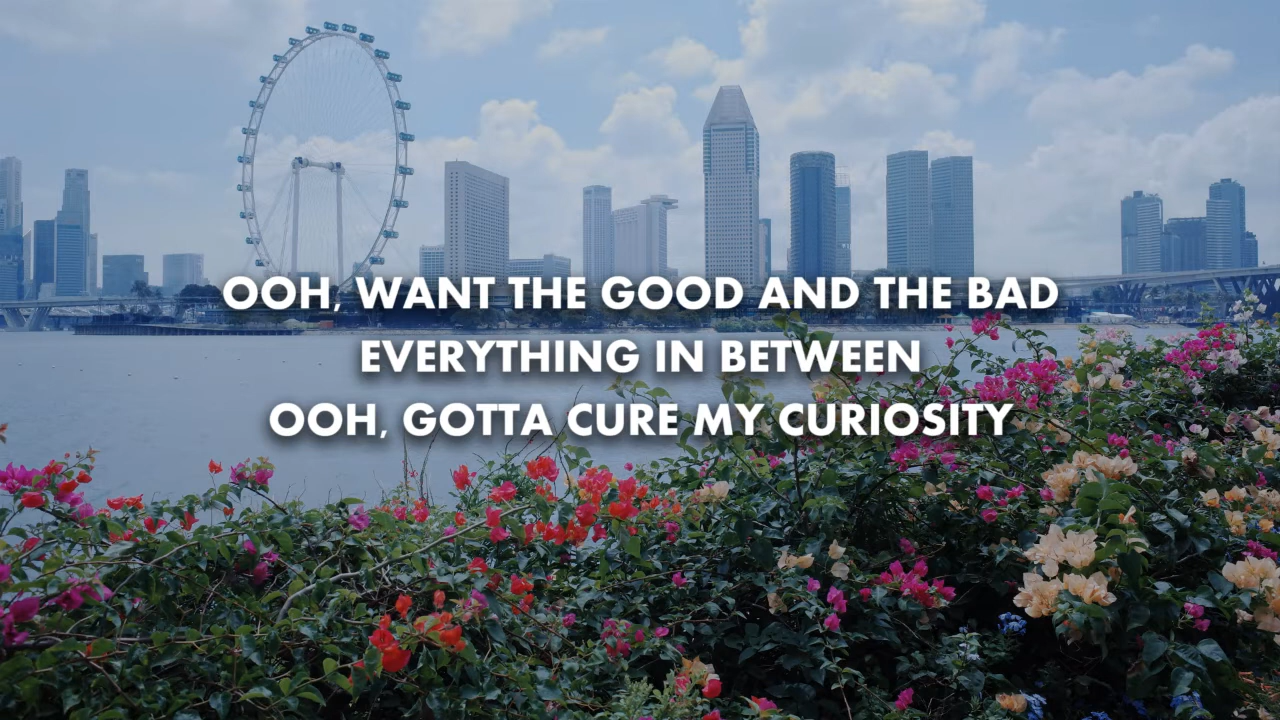 OOH, WANT THE GOOD AND THE BAD
EVERYTHING IN BETWEEN
OOH, GOTTA CURE MY CURIOSITY